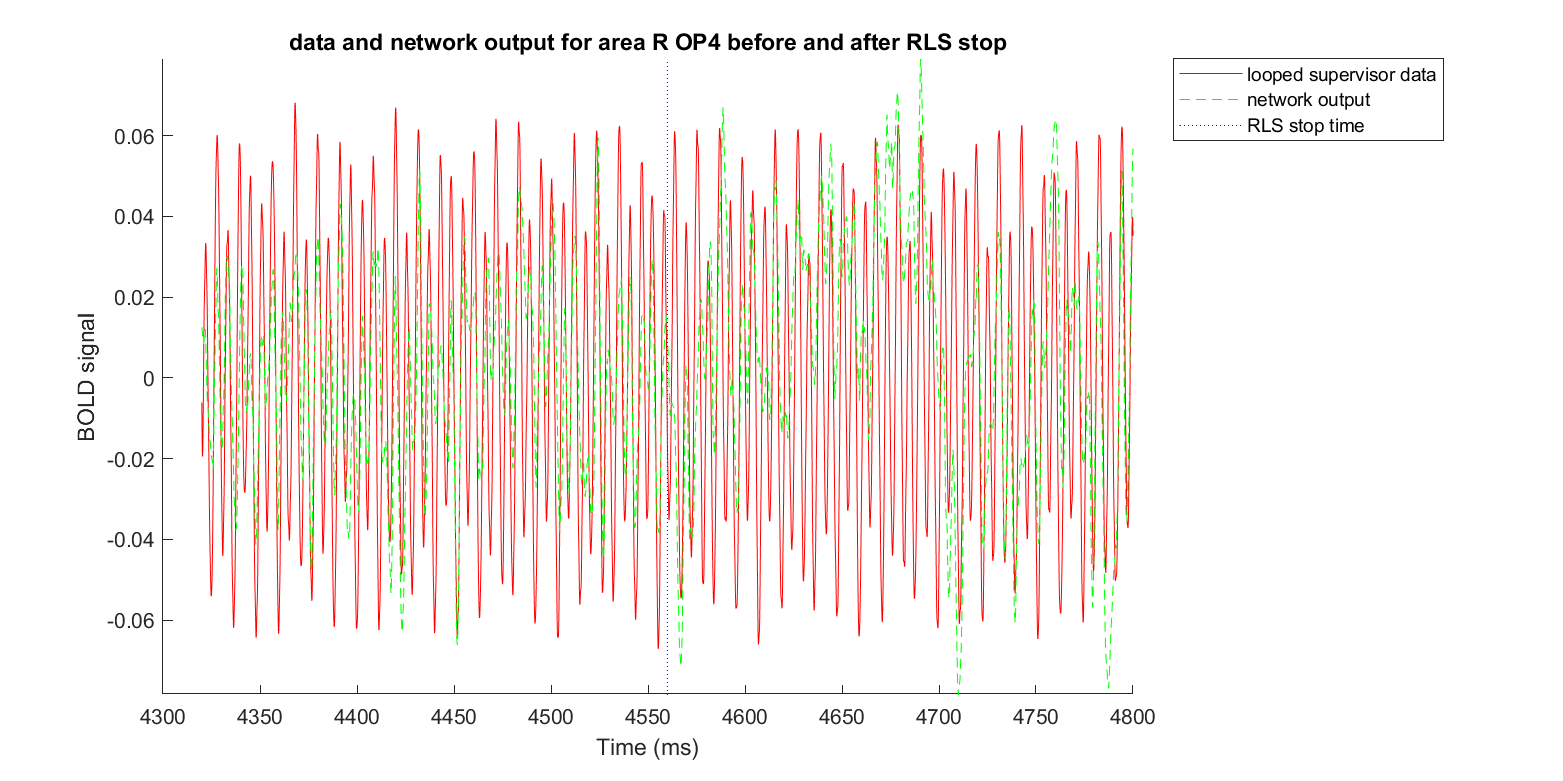 data and network output for area R OP4 before and after RLS stop
looped supervisor data
network output
RLS stop time
BOLD signal
0.06
0.04
0.02
0
-0.02
-0.04
-0.06
4300 4350 4400 4450 4500 4550 4600 4650 4700 4750 4800
Time (ms)